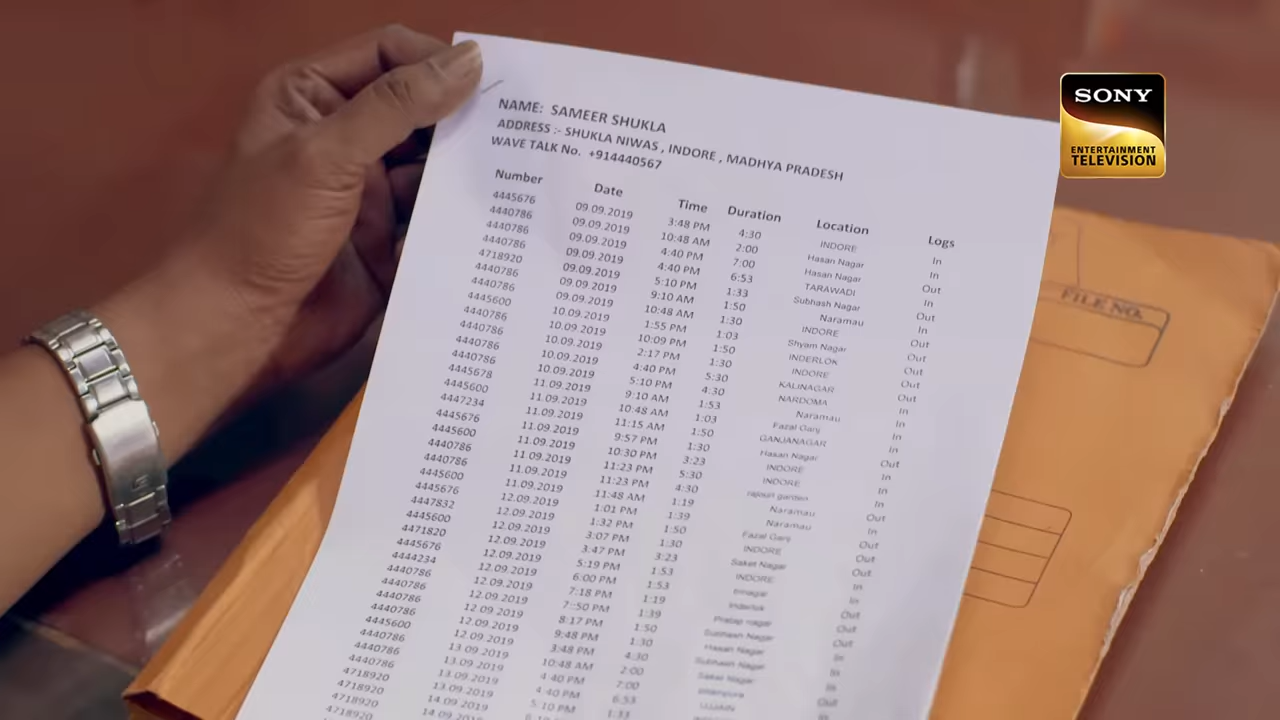 SONY
ENTERTAINMENT
TELEVISION
NAME: SAMEER SHUKLA
ADDRESS :- SHUKLA NIWAS , INDORE , MADHYA PRADESH
WAVE TALK No. +914440567
Number Date Time Duration Location Logs
4445676 09.09.2019 3:48 PM 4:30 INDORE In
4440786 09.09.2019 10:48 AM 2:00 Hasan Nagar In
4440786 09.09.2019 4:40 PM 7:00 Hasan Nagar Out
4440786 09.09.2019 4:40 PM 6:53 TARAWADI In
4718920 09.09.2019 5:10 PM 1:33 Subhash Nagar Out
4440786 09.09.2019 9:10 AM 1:50 Naramau In
4440786 09.09.2019 10:48 AM 1:30 INDORE Out
4445600 10.09.2019 1:55 PM 1:03 Shyam Nagar Out
4440786 10.09.2019 10:09 PM 1:50 INDERLOK Out
4440786 10.09.2019 2:17 PM 1:30 INDORE Out
4440786 10.09.2019 4:40 PM 5:30 KALINAGAR In
4440786 11.09.2019 5:10 PM 4:30 NARDOMA In
4445678 11.09.2019 9:10 AM 1:53 Naramau In
4445600 11.09.2019 10:48 AM 1:03 Fazal Ganj Out
4447234 11.09.2019 11:15 AM 1:50 GANJANAGAR In
4445676 11.09.2019 9:57 PM 1:30 Hasan Nagar In
4445600 11.09.2019 10:30 PM 3:23 INDORE Out
4440786 11.09.2019 11:23 PM 5:30 INDORE In
4440786 12.09.2019 11:23 PM 4:30 rajouri garden Out
4445600 12.09.2019 11:48 AM 1:19 Naramau Out
4445676 12.09.2019 1:01 PM 1:39 Naramau In
4447832 12.09.2019 1:32 PM 1:50 Fazal Ganj In
4445600 12.09.2019 3:07 PM 1:30 INDORE Out
4471820 12.09.2019 3:47 PM 3:23 Saket Nagar Out
4445676 12.09.2019 5:19 PM 1:53 INDORE In
4444234 12.09.2019 6:00 PM 1:53 trinagar In
4440786 12.09.2019 7:18 PM 1:19 Out
4440786 12.09.2019 7:50 PM 1:39 Pratap nagar
4440786 12.09.2019 8:17 PM 1:50 Subhash Nagar
4440786 13.09.2019 9:48 PM 1:30 Hasan Nagar
4440786 13.09.2019 3:48 PM 4:30 Subhash Nagar
4718920 13.09.2019 10:48 AM 2:00 Saket Nagar
4718920 14.09.2019 4:40 PM 7:00
4718920 14.09.2019 4:40 PM 6:53 UJJAIN
5:10 PM 1:33
FILE NO.